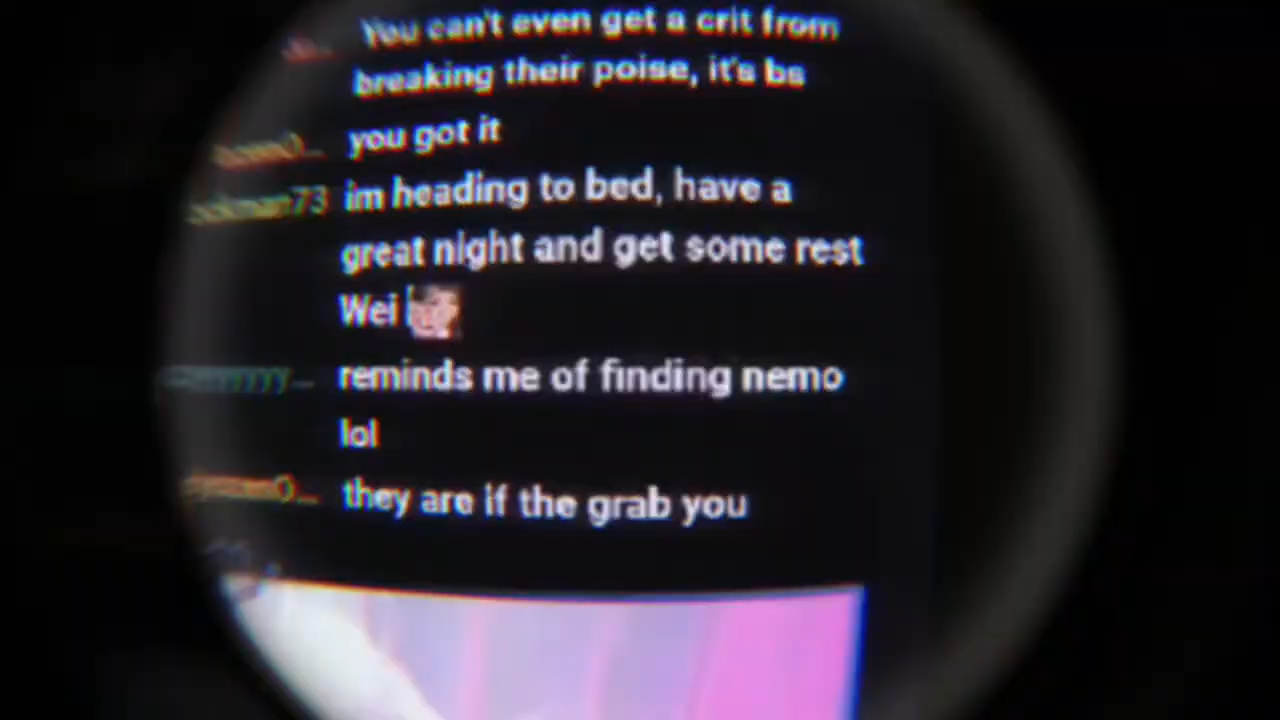 You can't even get a crit from
breaking their poise, it's bs
you got it
im heading to bed, have a
great night and get some rest
Wei
reminds me of finding nemo
lol
they are if the grab you